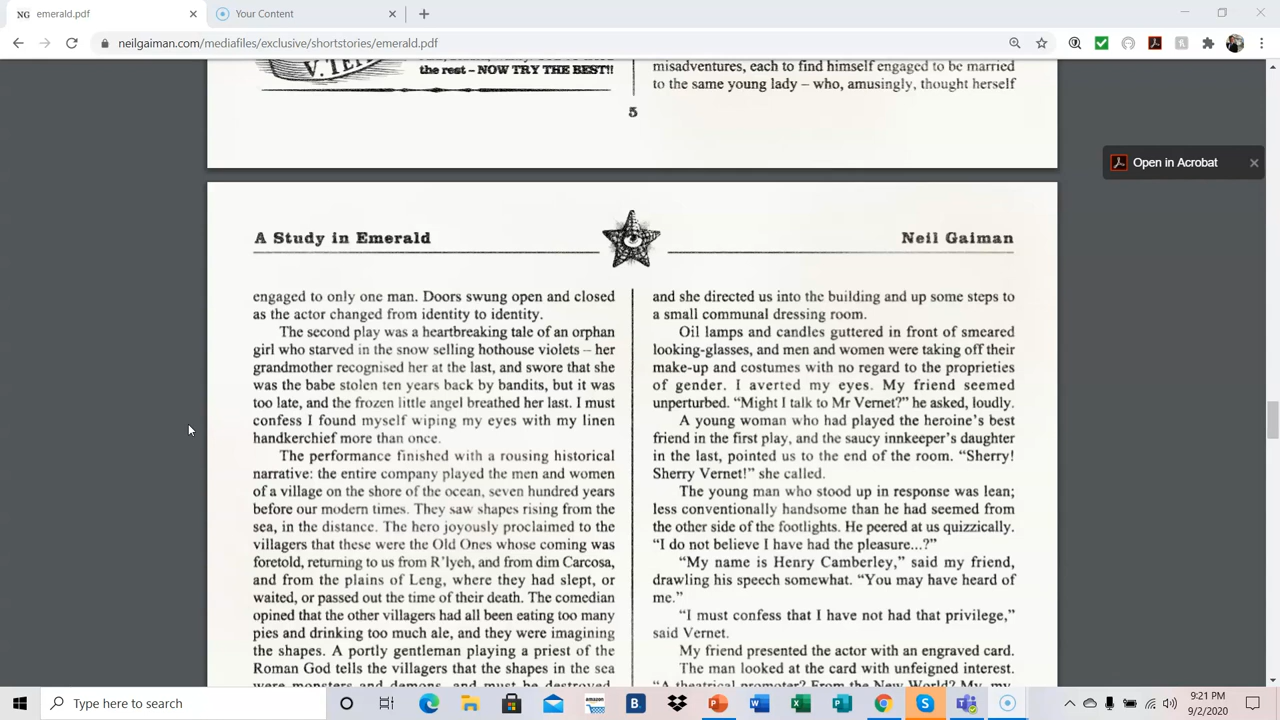 emerald.pdf
Your Content
neilgaiman.com/mediafiles/exclusive/shortstories/emerald.pdf
V.TE
the rest – NOW TRY THE BEST!!
misadventures, each to find himself engaged to be married
to the same young lady – who, amusingly, thought herself
5
Open in Acrobat
A Study in Emerald
Neil Gaiman
engaged to only one man. Doors swung open and closed
as the actor changed from identity to identity.
The second play was a heartbreaking tale of an orphan
girl who starved in the snow selling hothouse violets – her
grandmother recognised her at the last, and swore that she
was the babe stolen ten years back by bandits, but it was
too late, and the frozen little angel breathed her last. I must
confess I found myself wiping my eyes with my linen
handkerchief more than once.
The performance finished with a rousing historical
narrative: the entire company played the men and women
of a village on the shore of the ocean, seven hundred years
before our modern times. They saw shapes rising from the
sea, in the distance. The hero joyously proclaimed to the
villagers that these were the Old Ones whose coming was
foretold, returning to us from R'lyeh, and from dim Carcosa,
and from the plains of Leng, where they had slept, or
waited, or passed out the time of their death. The comedian
opined that the other villagers had all been eating too many
pies and drinking too much ale, and they were imagining
the shapes. A portly gentleman playing a priest of the
Roman God tells the villagers that the shapes in the sea
were monsters and demons, and must be destroyed.
and she directed us into the building and up some steps to
a small communal dressing room.
Oil lamps and candles guttered in front of smeared
looking-glasses, and men and women were taking off their
make-up and costumes with no regard to the proprieties
of gender. I averted my eyes. My friend seemed
unperturbed. “Might I talk to Mr Vernet?” he asked, loudly.
A young woman who had played the heroine’s best
friend in the first play, and the saucy innkeeper’s daughter
in the last, pointed us to the end of the room. “Sherry!
Sherry Vernet!” she called.
The young man who stood up in response was lean;
less conventionally handsome than he had seemed from
the other side of the footlights. He peered at us quizzically.
“I do not believe I have had the pleasure...?”
“My name is Henry Camberley,” said my friend,
drawling his speech somewhat. “You may have heard of
me.”
“I must confess that I have not had that privilege,”
said Vernet.
My friend presented the actor with an engraved card.
The man looked at the card with unfeigned interest.
“A theatrical promoter? From the New World? My, my
Type here to search
9:21 PM
9/2/2020